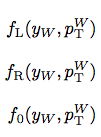 f_L(y_W, p_T^W)
f_R(y_W, p_T^W)
f_0(y_W, p_T^W)